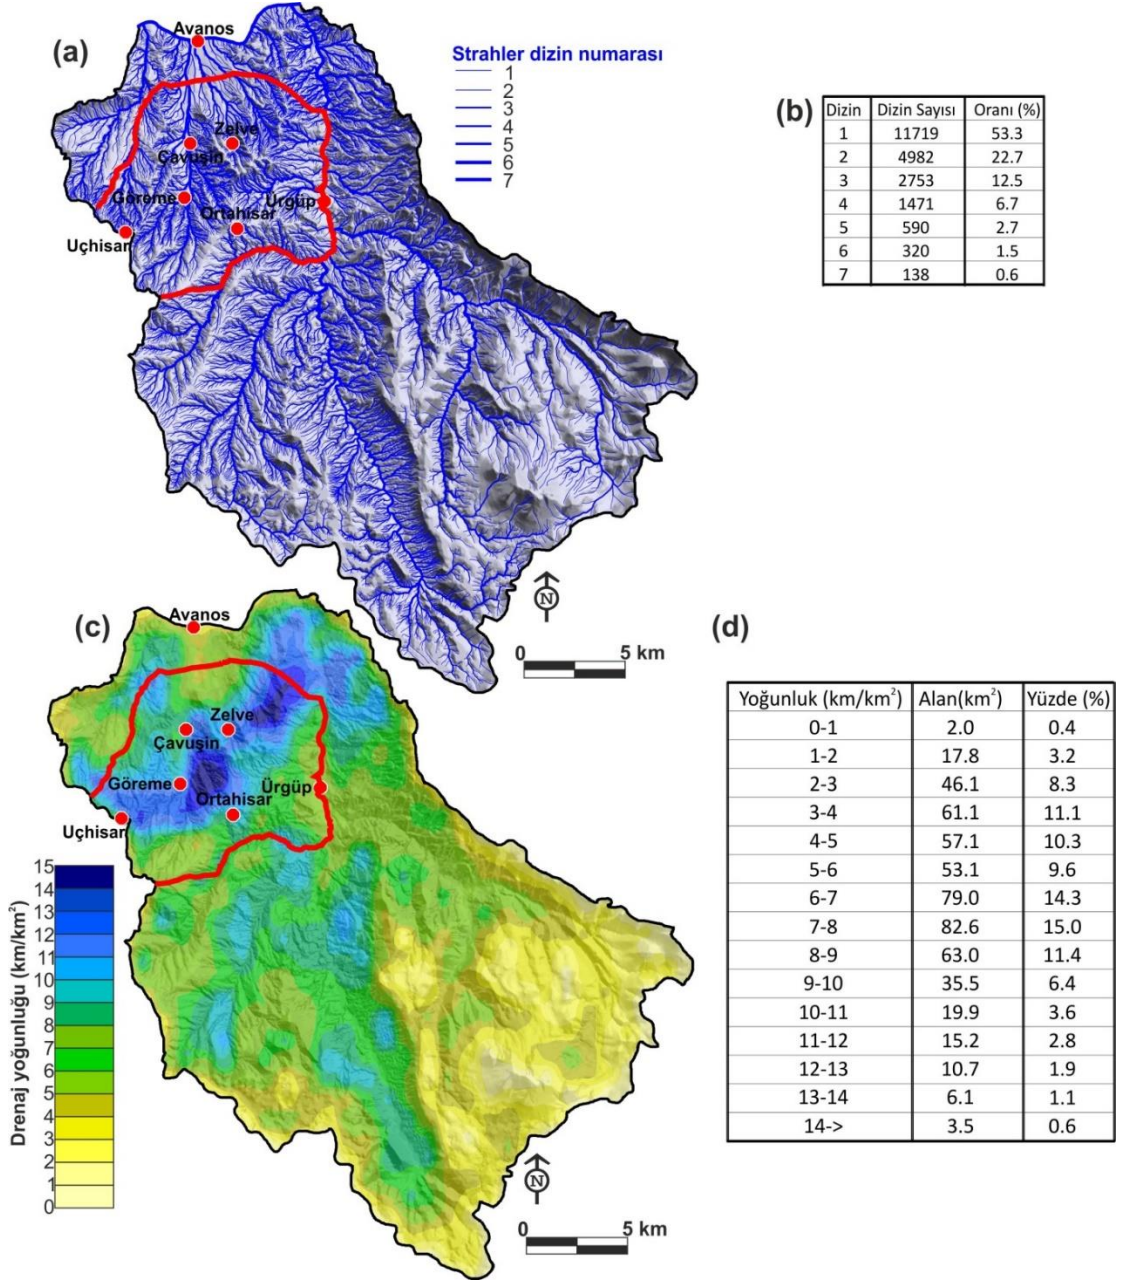 (a)
Avanos
Strahler dizin numarası
1
2
3
4
5
6
7
Zelve
Çavuşin
Göreme
Ürgüp
Ortahisar
Uçhisar
N
0 5 km
(b)
Dizin Dizin Sayısı Oranı (%)
1 11719 53.3
2 4982 22.7
3 2753 12.5
4 1471 6.7
5 590 2.7
6 320 1.5
7 138 0.6
(c)
Avanos
Zelve
Çavuşin
Göreme
Ürgüp
Ortahisar
Uçhisar
Drenaj yoğunluğu (km/km²)
15
14
13
12
11
10
9
8
7
6
5
4
3
2
1
0
N
0 5 km
(d)
Yoğunluk (km/km²) Alan(km²) Yüzde (%)
0-1 2.0 0.4
1-2 17.8 3.2
2-3 46.1 8.3
3-4 61.1 11.1
4-5 57.1 10.3
5-6 53.1 9.6
6-7 79.0 14.3
7-8 82.6 15.0
8-9 63.0 11.4
9-10 35.5 6.4
10-11 19.9 3.6
11-12 15.2 2.8
12-13 10.7 1.9
13-14 6.1 1.1
14-> 3.5 0.6